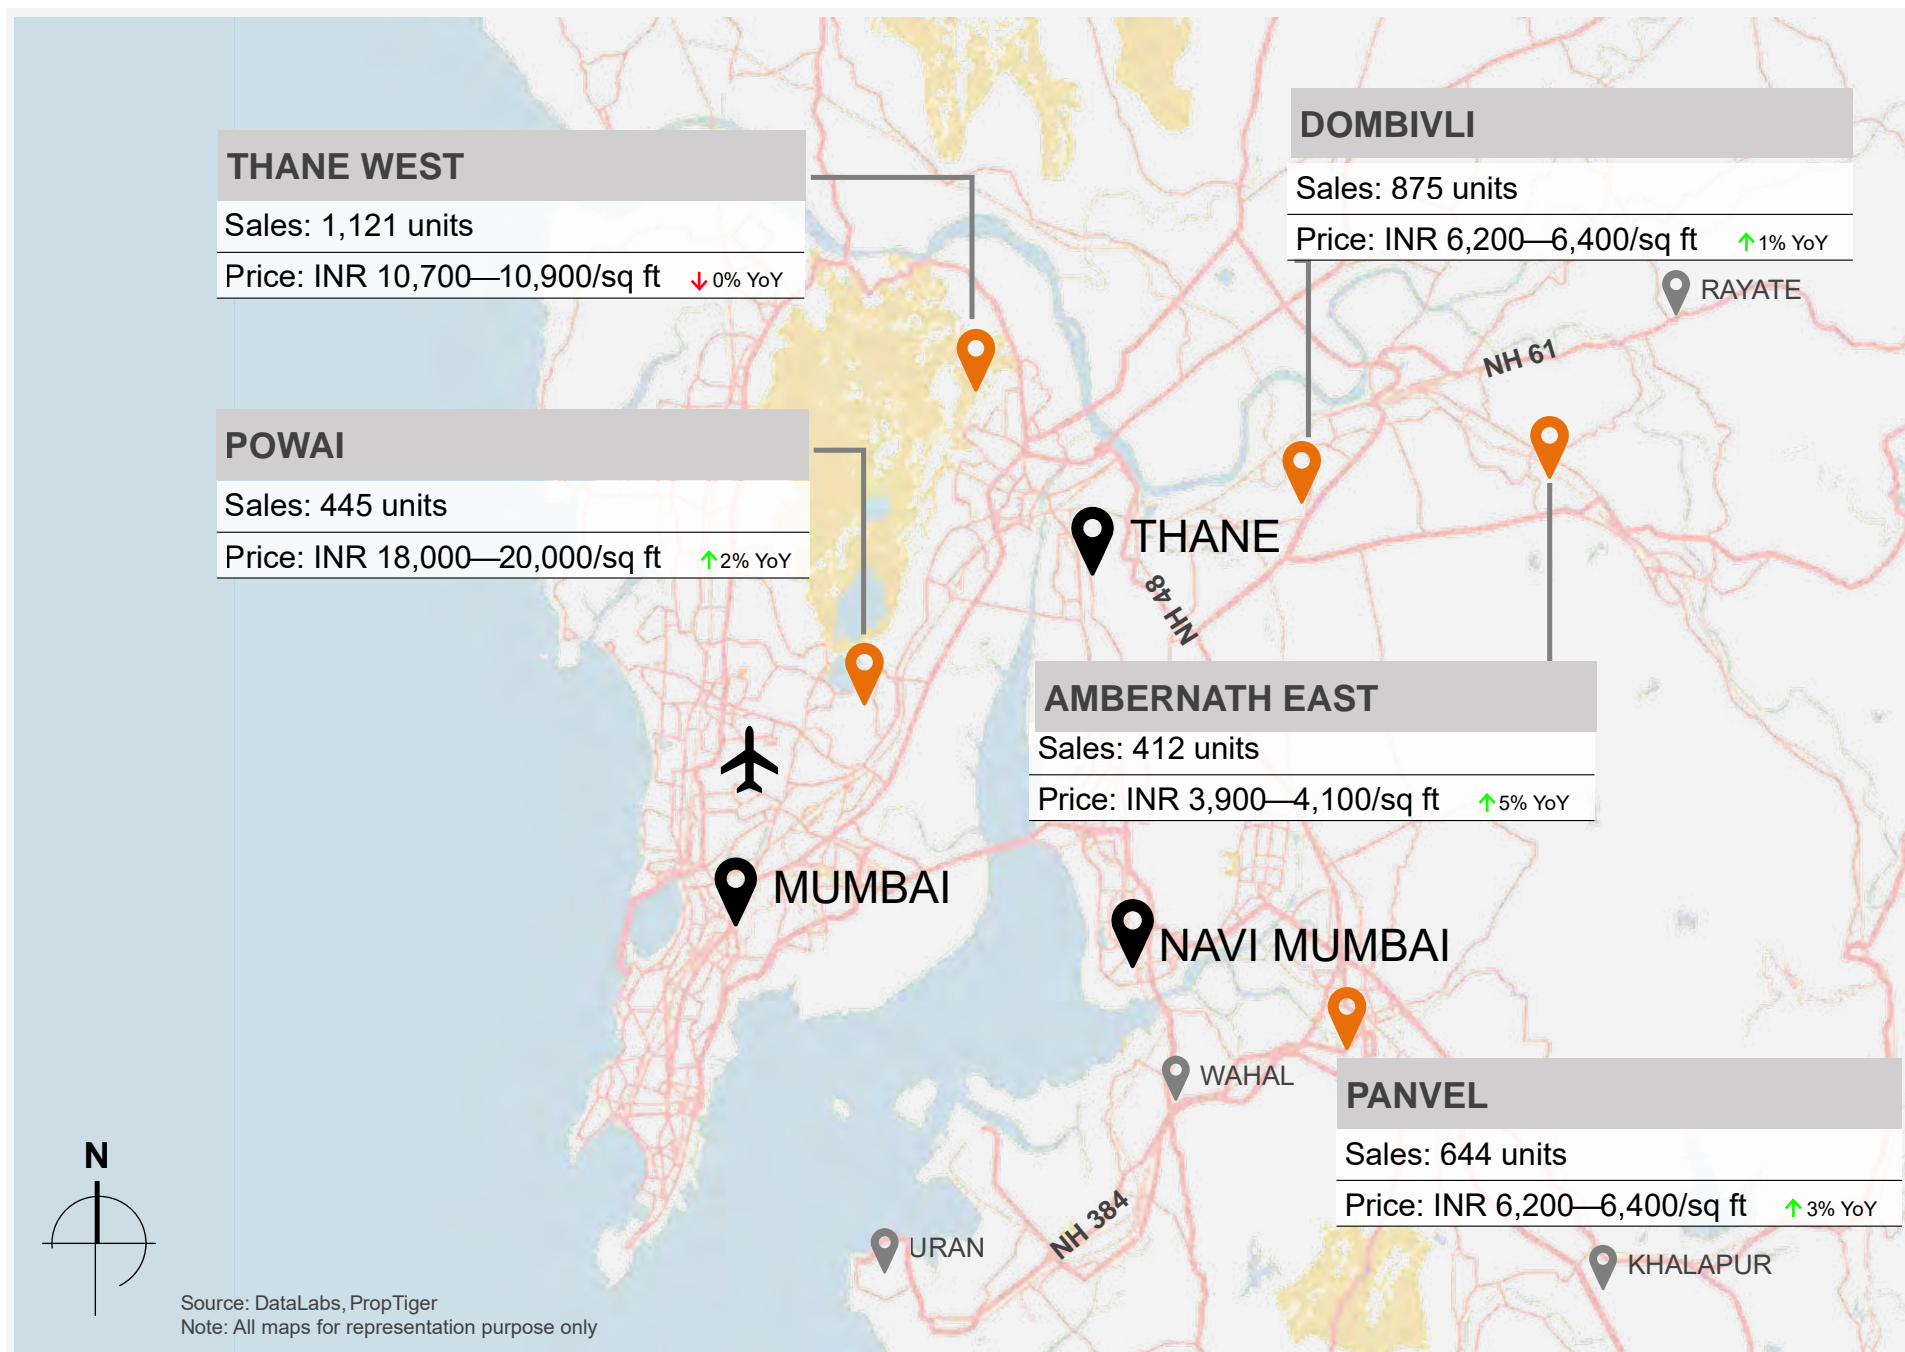 THANE WEST
Sales: 1,121 units
Price: INR 10,700—10,900/sq ft 0% YoY
DOMBIVLI
Sales: 875 units
Price: INR 6,200—6,400/sq ft 1% YoY
RAYATE
NH 61
POWAI
Sales: 445 units
Price: INR 18,000—20,000/sq ft 2% YoY
THANE
NH 48
AMBERNATH EAST
Sales: 412 units
Price: INR 3,900—4,100/sq ft 5% YoY
MUMBAI
NAVI MUMBAI
WAHAL
PANVEL
Sales: 644 units
Price: INR 6,200—6,400/sq ft 3% YoY
N
NH 384
URAN
KHALAPUR
Source: DataLabs, PropTiger
Note: All maps for representation purpose only